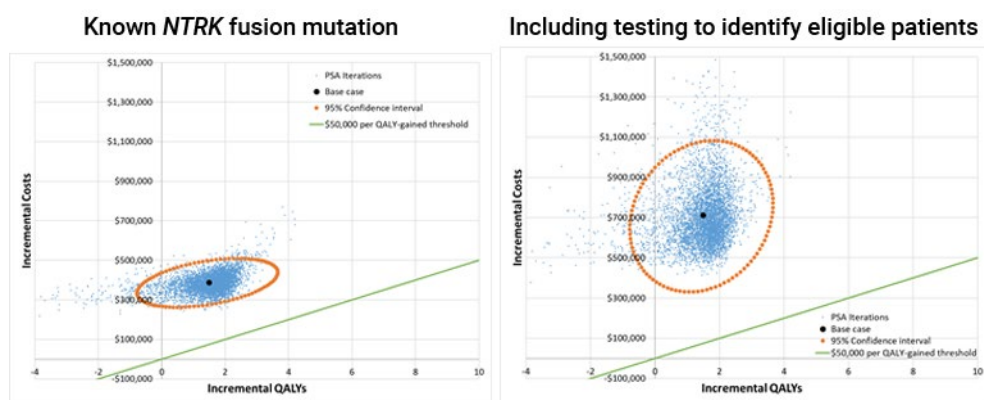 Known NTRK fusion mutation
$1,500,000
$1,300,000
$1,100,000
$900,000
$700,000
$500,000
$300,000
$100,000
-$100,000
-4
-2
0
2
4
6
8
10
Incremental Costs
Incremental QALYs
PSA Iterations
Base case
95% Confidence interval
$50,000 per QALY-gained threshold
Including testing to identify eligible patients
$1,500,000
$1,300,000
$1,100,000
$900,000
$700,000
$500,000
$300,000
$100,000
-$100,000
-4
-2
0
2
4
6
8
10
Incremental Costs
Incremental QALYs
PSA Iterations
Base case
95% Confidence interval
$50,000 per QALY-gained threshold